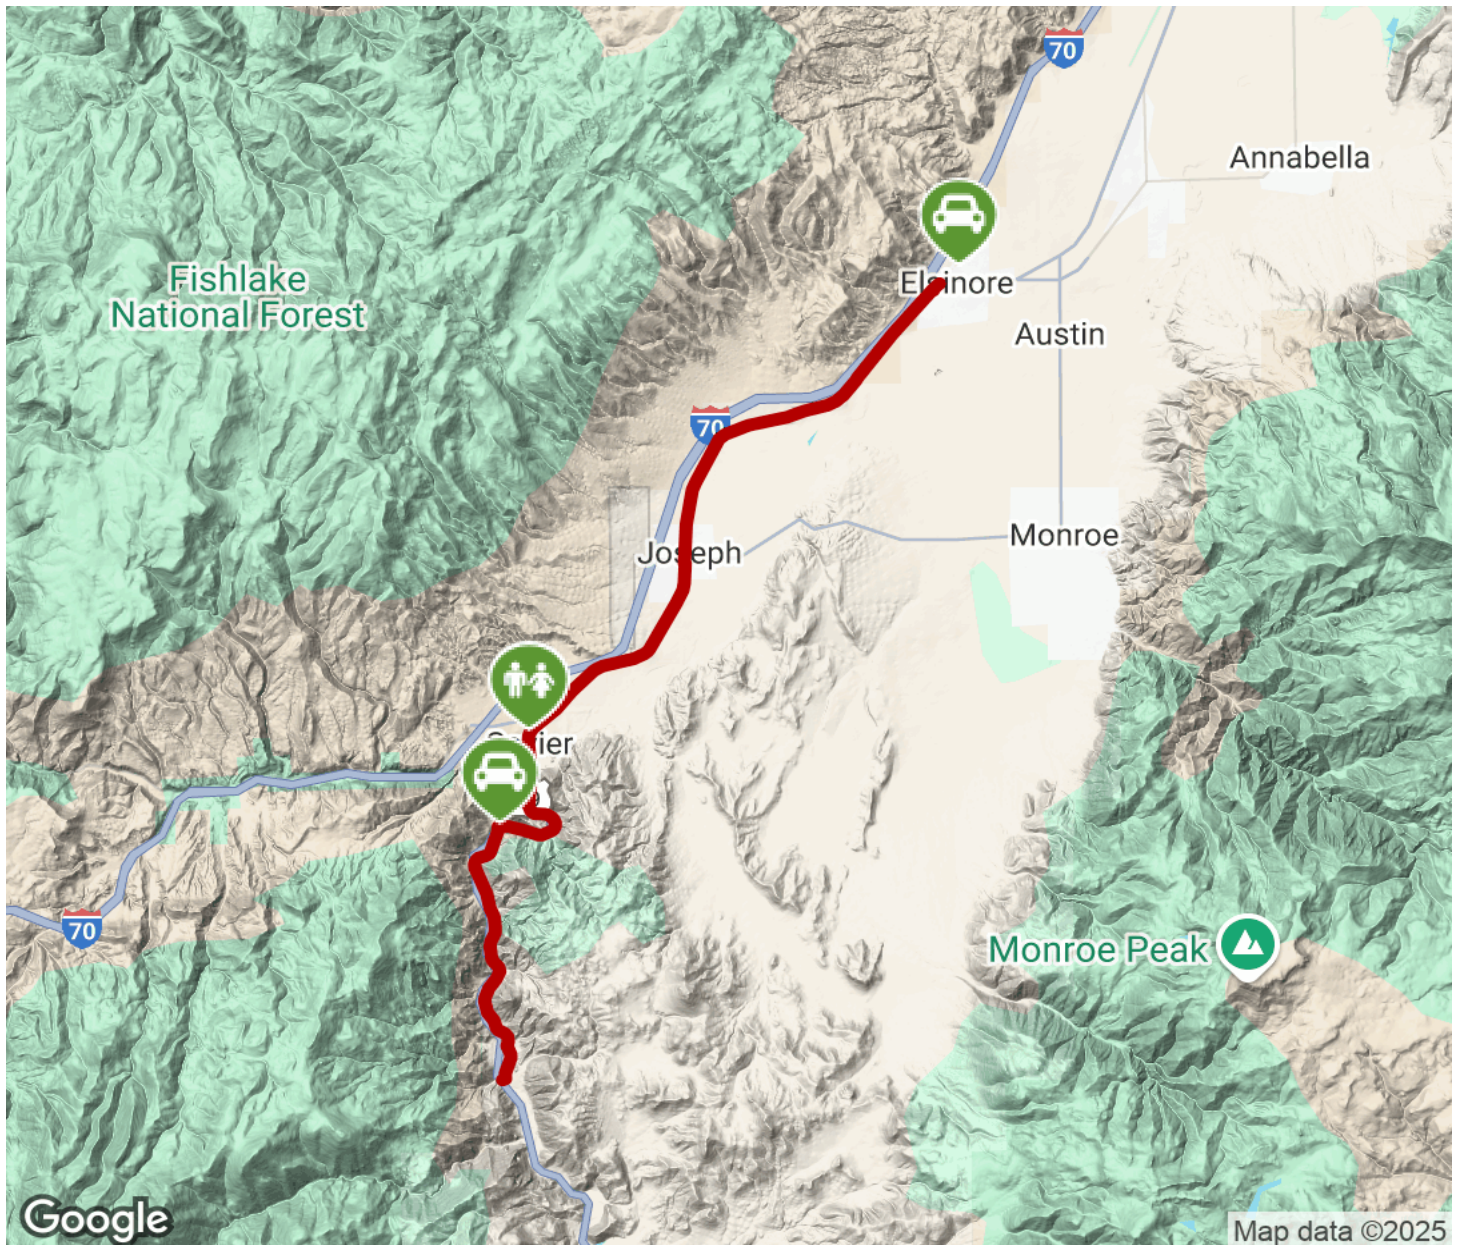 70
Annabella
Fishlake
National Forest
Elsinore
Austin
70
Joseph
Monroe
70
Monroe Peak
Google
Map data ©2025